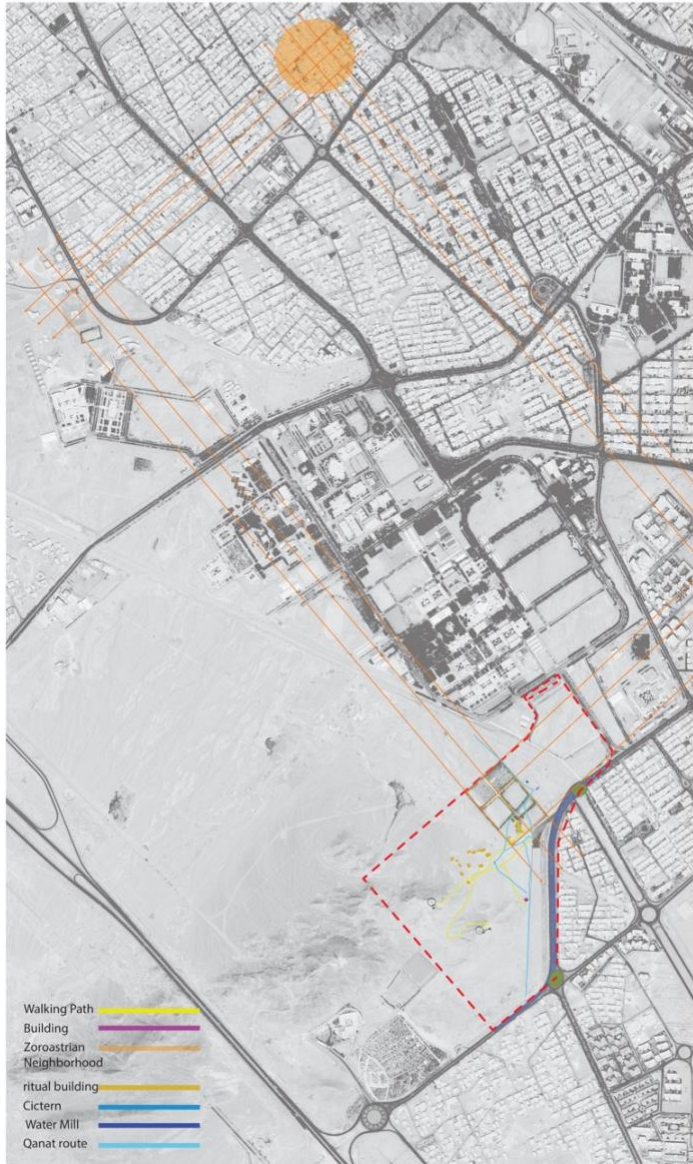 Walking Path
Building
Zoroastrian
Neighborhood
ritual building
Cictern
Water Mill
Qanat route